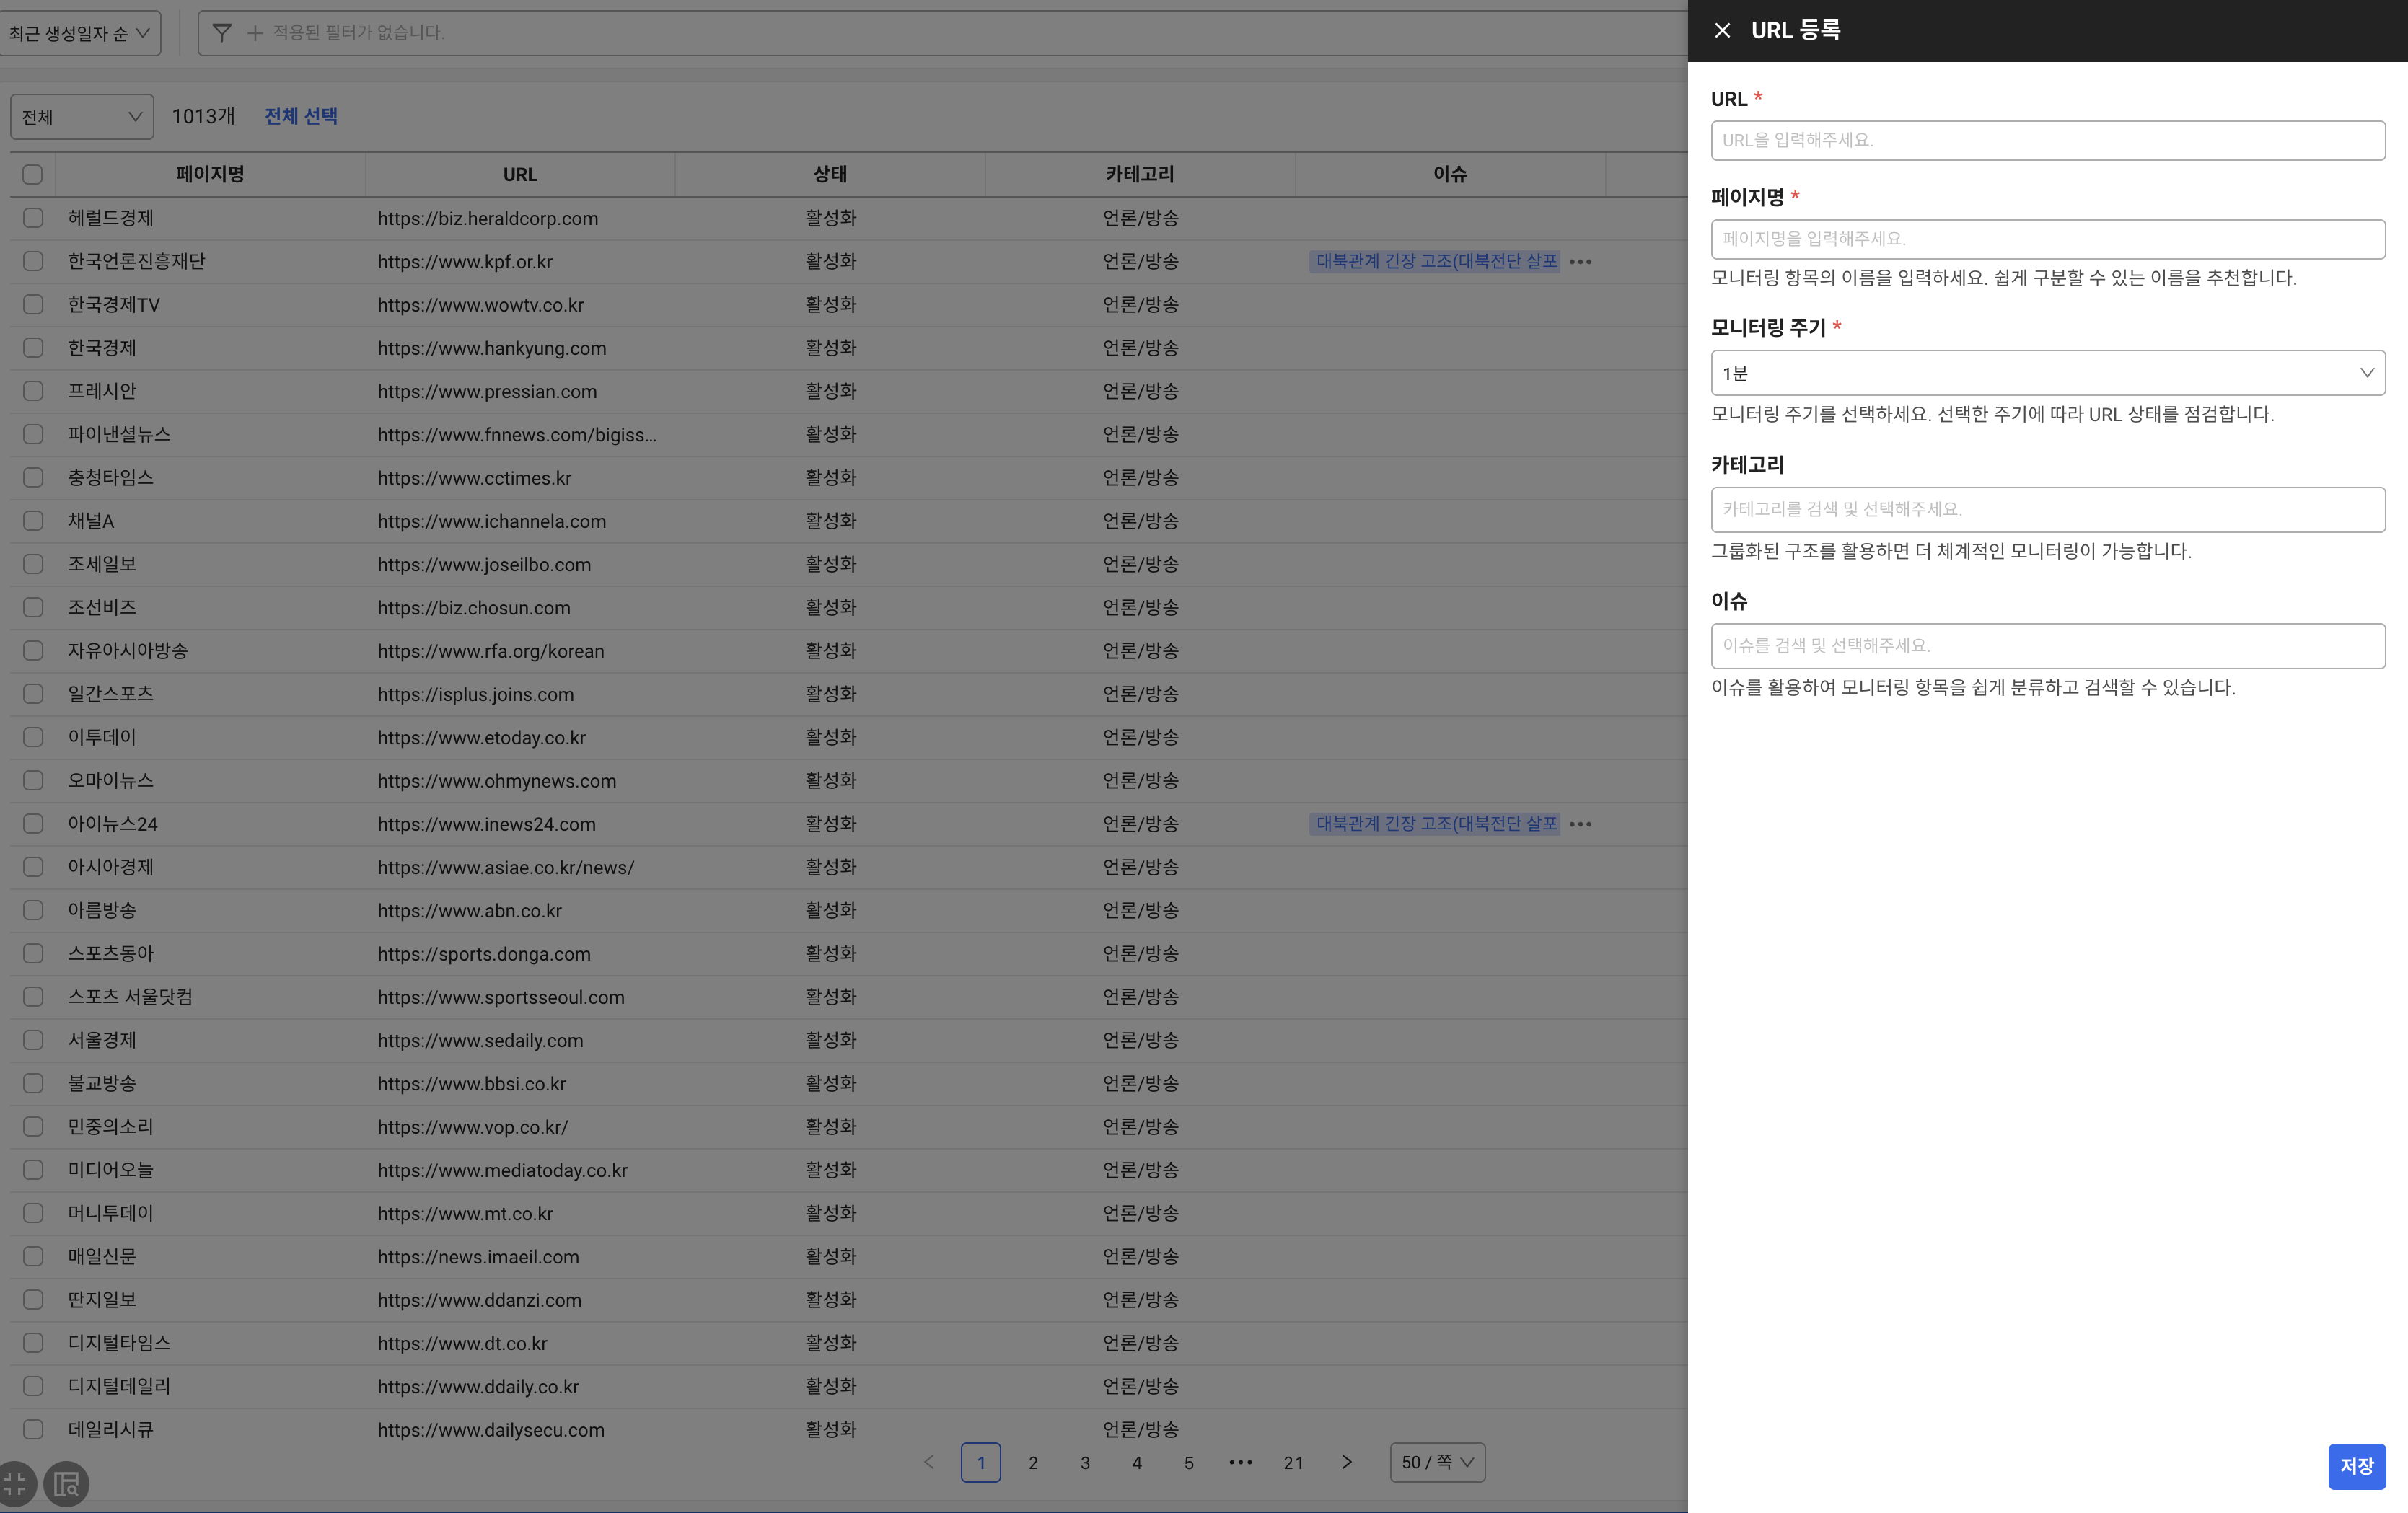 최근 생성일자 순
적용된 필터가 없습니다.
전체 1013개 전체 선택
페이지명 URL 상태 카테고리 이슈
헤럴드경제 https://biz.heraldcorp.com 활성화 언론/방송
한국언론진흥재단 https://www.kpf.or.kr 활성화 언론/방송 대북관계 긴장 고조(대북전단 살포 •••
한국경제TV https://www.wowtv.co.kr 활성화 언론/방송
한국경제 https://www.hankyung.com 활성화 언론/방송
프레시안 https://www.pressian.com 활성화 언론/방송
파이낸셜뉴스 https://www.fnnews.com/bigiss... 활성화 언론/방송
충청타임스 https://www.cctimes.kr 활성화 언론/방송
채널A https://www.ichannela.com 활성화 언론/방송
조세일보 https://www.joseilbo.com 활성화 언론/방송
조선비즈 https://biz.chosun.com 활성화 언론/방송
자유아시아방송 https://www.rfa.org/korean 활성화 언론/방송
일간스포츠 https://isplus.joins.com 활성화 언론/방송
이투데이 https://www.etoday.co.kr 활성화 언론/방송
오마이뉴스 https://www.ohmynews.com 활성화 언론/방송
아이뉴스24 https://www.inews24.com 활성화 언론/방송 대북관계 긴장 고조(대북전단 살포 •••
아시아경제 https://www.asiae.co.kr/news/ 활성화 언론/방송
아름방송 https://www.abn.co.kr 활성화 언론/방송
스포츠동아 https://sports.donga.com 활성화 언론/방송
스포츠 서울닷컴 https://www.sportsseoul.com 활성화 언론/방송
서울경제 https://www.sedaily.com 활성화 언론/방송
불교방송 https://www.bbsi.co.kr 활성화 언론/방송
민중의소리 https://www.vop.co.kr/ 활성화 언론/방송
미디어오늘 https://www.mediatoday.co.kr 활성화 언론/방송
머니투데이 https://www.mt.co.kr 활성화 언론/방송
매일신문 https://news.imaeil.com 활성화 언론/방송
딴지일보 https://www.ddanzi.com 활성화 언론/방송
디지털타임스 https://www.dt.co.kr 활성화 언론/방송
디지털데일리 https://www.ddaily.co.kr 활성화 언론/방송
데일리시큐 https://www.dailysecu.com 활성화 언론/방송
1 2 3 4 5 ••• 21 50 / 쪽
URL 등록
URL *
URL을 입력해주세요.
페이지명 *
페이지명을 입력해주세요.
모니터링 항목의 이름을 입력하세요. 쉽게 구분할 수 있는 이름을 추천합니다.
모니터링 주기 *
1분
모니터링 주기를 선택하세요. 선택한 주기에 따라 URL 상태를 점검합니다.
카테고리
카테고리를 검색 및 선택해주세요.
그룹화된 구조를 활용하면 더 체계적인 모니터링이 가능합니다.
이슈
이슈를 검색 및 선택해주세요.
이슈를 활용하여 모니터링 항목을 쉽게 분류하고 검색할 수 있습니다.
저장